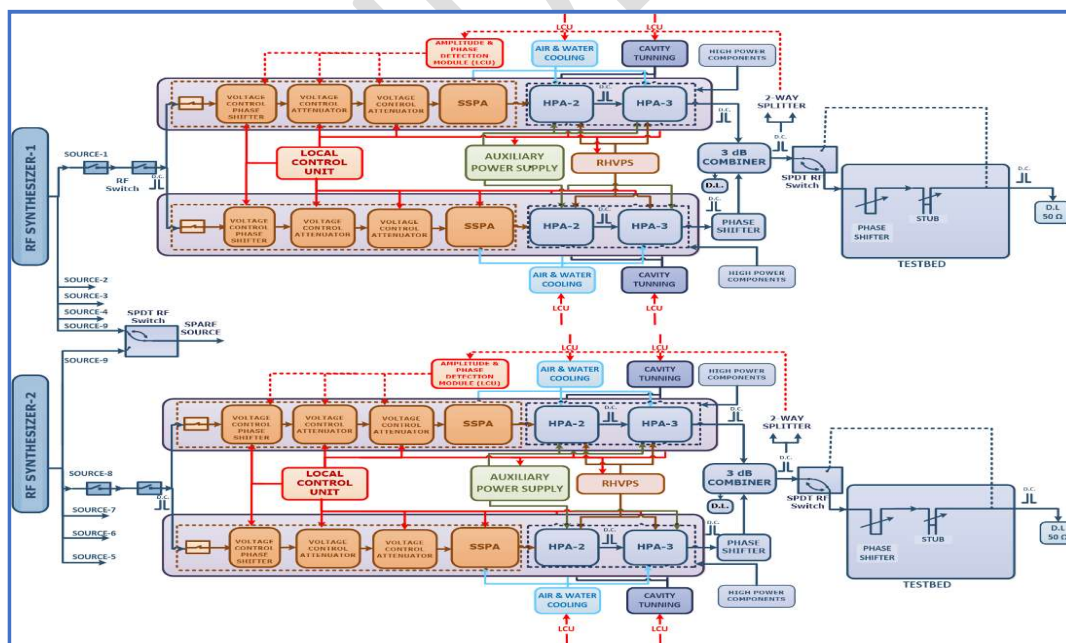 LCU
LCU
AMPLITUDE &
PHASE
DETECTION
MODULE (LCU)
AIR & WATER
COOLING
CAVITY
TUNNING
HIGH POWER
COMPONENTS
VOLTAGE
CONTROL
PHASE
SHIFTER
VOLTAGE
CONTROL
ATTENUATOR
VOLTAGE
CONTROL
ATTENUATOR
SSPA
HPA-2
D.C.
HPA-3
D.C.
2-WAY
SPLITTER
RF SYNTHESIZER-1
SOURCE-1
RF
Switch
D.C.
LOCAL
CONTROL
UNIT
AUXILIARY
POWER SUPPLY
RHVPS
3 dB
COMBINER
D.L.
D.C.
SPDT RF
Switch
VOLTAGE
CONTROL
PHASE
SHIFTER
VOLTAGE
CONTROL
ATTENUATOR
VOLTAGE
CONTROL
ATTENUATOR
SSPA
HPA-2
D.C.
HPA-3
D.C.
PHASE
SHIFTER
PHASE
SHIFTER
STUB
TESTBED
D.C.
D.L
50 Ω
AIR & WATER
COOLING
CAVITY
TUNNING
HIGH POWER
COMPONENTS
LCU
LCU
SOURCE-2
SOURCE-3
SOURCE-4
SOURCE-9
SPDT RF
Switch
SPARF
SOURCE
SOURCE-9
LCU
LCU
AMPLITUDE &
PHASE DETECTION
MODULE (LCU)
AIR & WATER
COOLING
CAVITY
TUNNING
HIGH POWER
COMPONENTS
VOLTAGE
CONTROL
PHASE
SHIFTER
VOLTAGE
CONTROL
ATTENUATOR
VOLTAGE
CONTROL
ATTENUATOR
SSPA
HPA-2
D.C.
HPA-3
D.C.
2-WAY
SPLITTER
RF SYNTHESIZER-2
SOURCE-8
D.C.
LOCAL
CONTROL
UNIT
AUXILIARY
POWER SUPPLY
RHVPS
3 dB
COMBINER
D.L.
D.C.
SPDT RF
Switch
SOURCE-7
SOURCE-6
SOURCE-5
VOLTAGE
CONTROL
PHASE
SHIFTER
VOLTAGE
CONTROL
ATTENUATOR
VOLTAGE
CONTROL
ATTENUATOR
SSPA
HPA-2
D.C.
HPA-3
D.C.
PHASE
SHIFTER
PHASE
SHIFTER
STUB
TESTBED
D.C.
D.L
50 Ω
AIR & WATER
COOLING
CAVITY
TUNNING
HIGH POWER
COMPONENTS
LCU
LCU